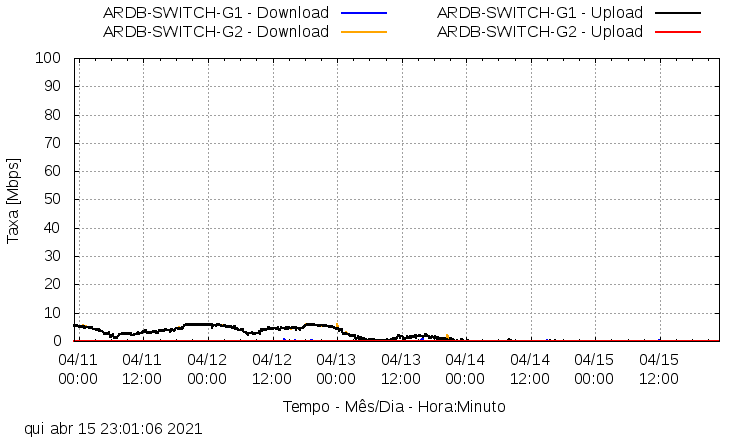 ARDB-SWITCH-G1 - Download ARDB-SWITCH-G1 - Upload
ARDB-SWITCH-G2 - Download ARDB-SWITCH-G2 - Upload
100
90
80
70
60
50
40
30
20
10
0
Taxa [Mbps]
04/11 04/11 04/12 04/12 04/13 04/13 04/14 04/14 04/15 04/15
00:00 12:00 00:00 12:00 00:00 12:00 00:00 12:00 00:00 12:00
Tempo - Mês/Dia - Hora:Minuto
qui abr 15 23:01:06 2021